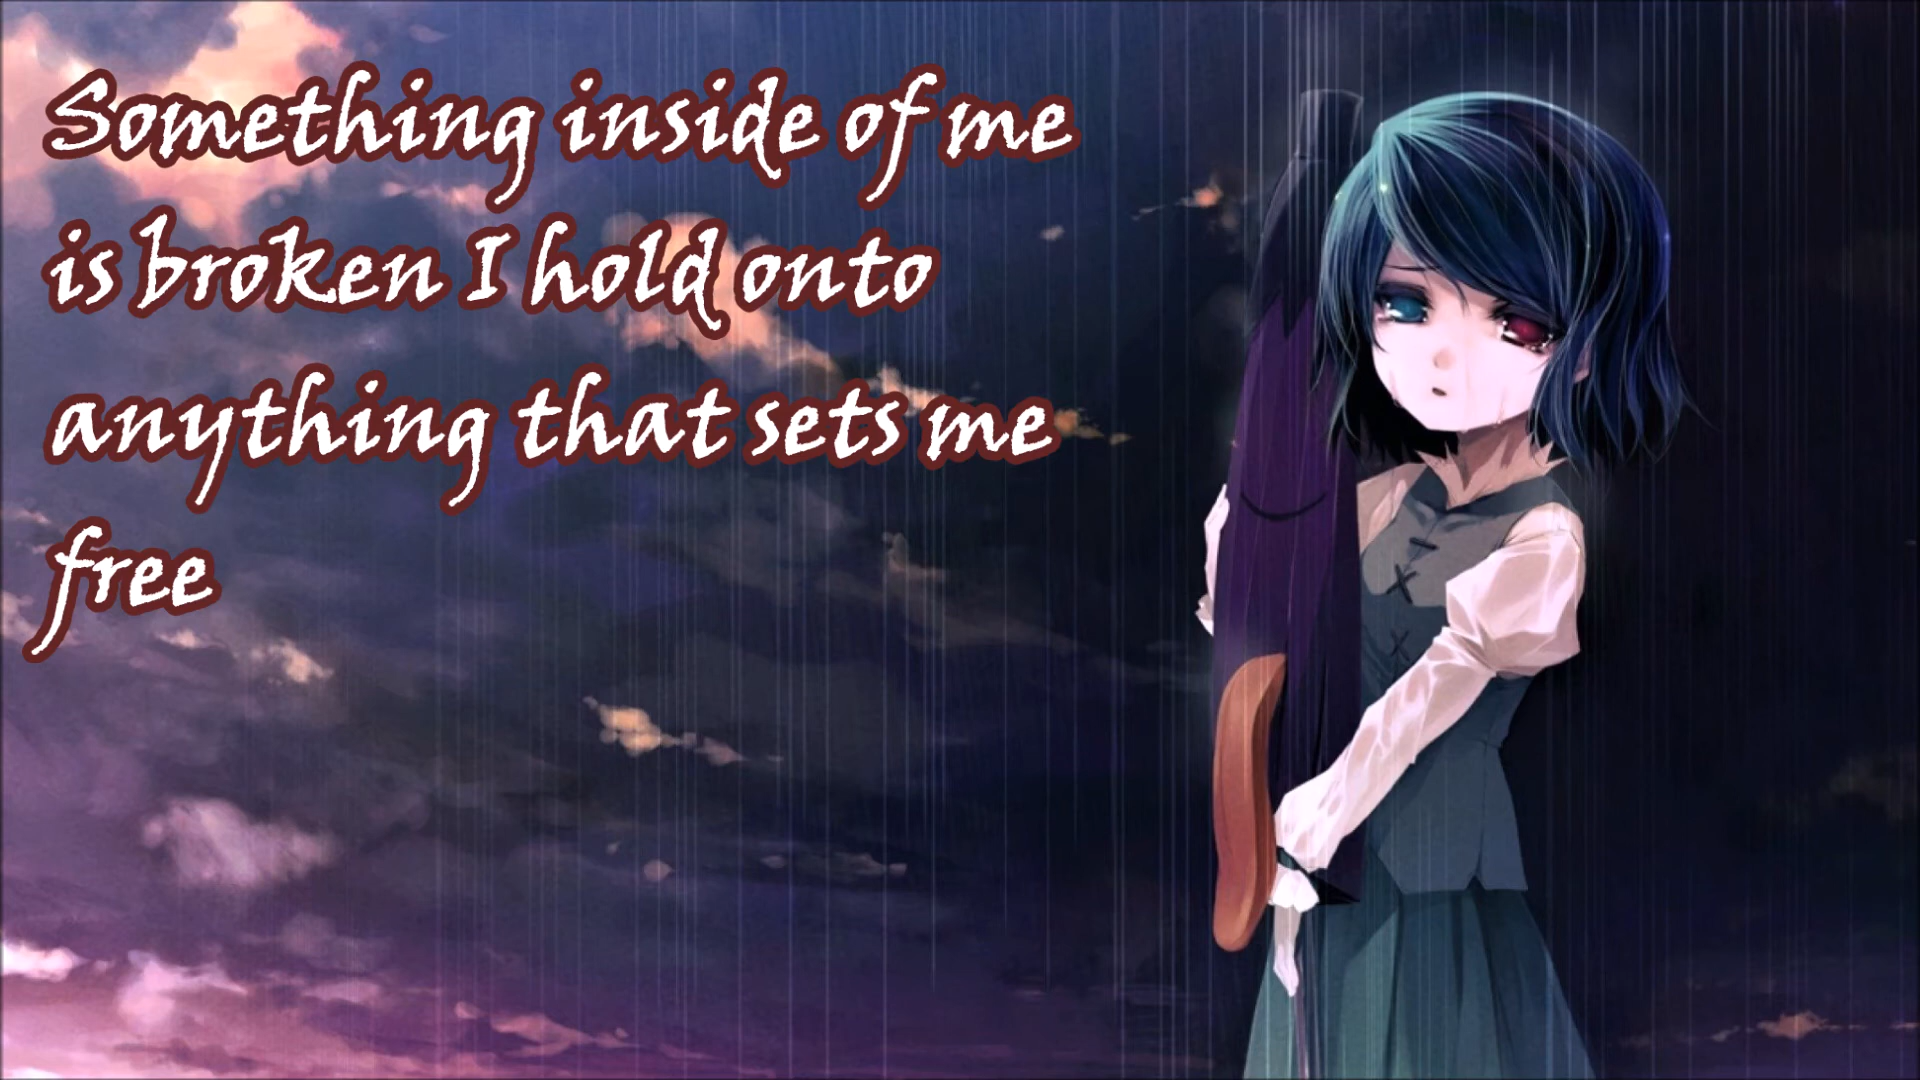 Something inside of me
is broken I hold onto
anything that sets me
free